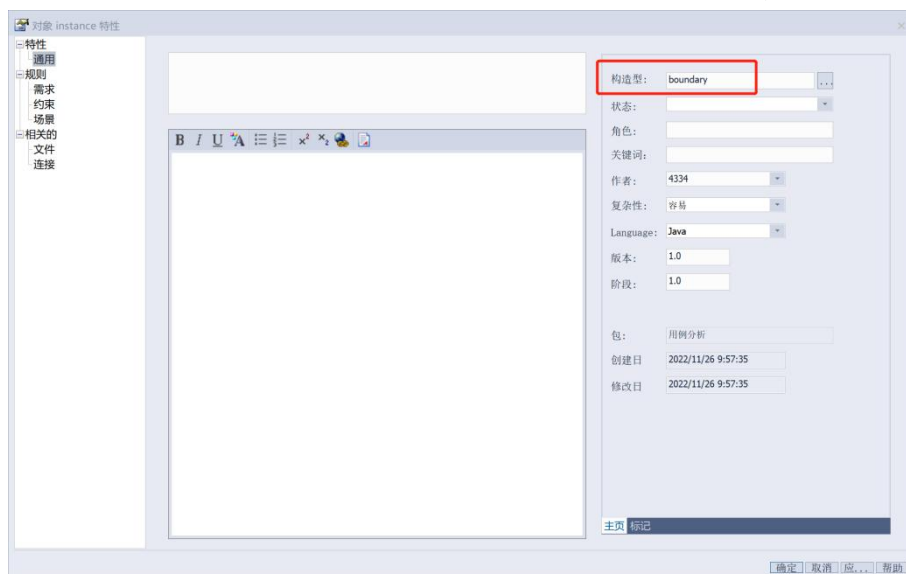 对象 instance 特性
特性
通用
规则
需求
约束
场景
相关的
文件
连接
B I U A x² x₂
构造型: boundary ...
状态:
角色:
关键词:
作者: 4334
复杂性: 容易
Language: Java
版本: 1.0
阶段: 1.0
包: 用例分析
创建日 2022/11/26 9:57:35
修改日 2022/11/26 9:57:35
主页 标记
确定 取消 应... 帮助